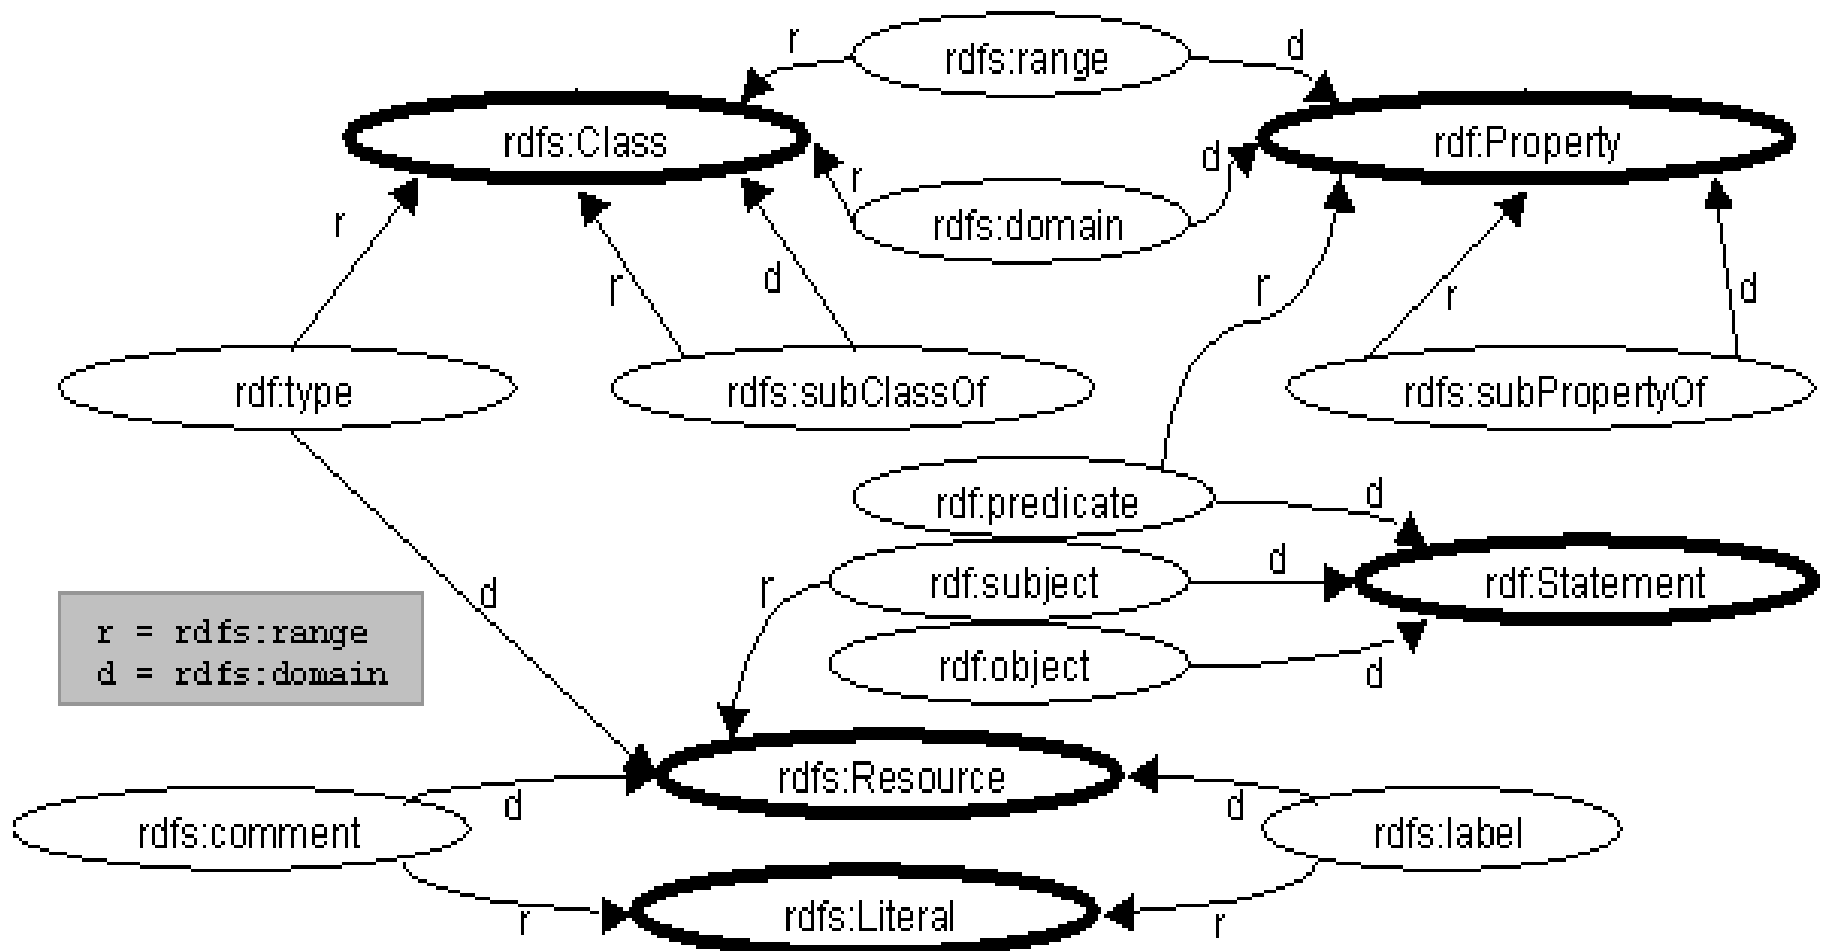 r
rdfs:range
d
rdfs:Class
rdf:Property
r
d
rdfs:domain
r
r
d
r
r
d
rdf:type
rdfs:subClassOf
rdfs:subPropertyOf
rdf:predicate
d
d
r
rdf:subject
d
rdf:Statement
r = rdfs:range
d = rdfs:domain
rdf:object
d
rdfs:Resource
d
d
rdfs:comment
rdfs:label
rdfs:Literal
r
r